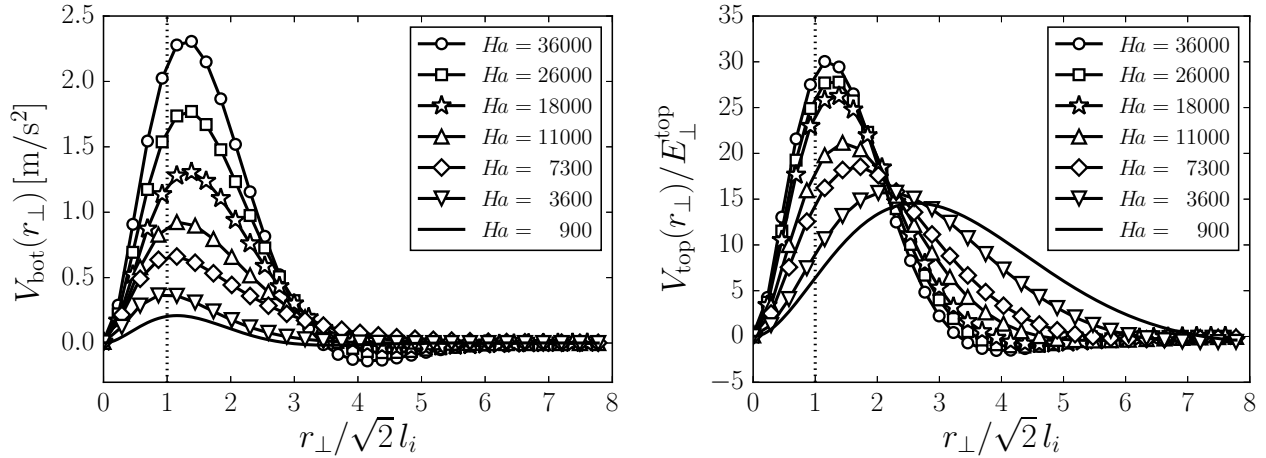 V_bot(r_⊥) [m/s²]
2.5
2.0
1.5
1.0
0.5
0.0
0 1 2 3 4 5 6 7 8
r_⊥/√2 l_i
Ha = 36000
Ha = 26000
Ha = 18000
Ha = 11000
Ha = 7300
Ha = 3600
Ha = 900
V_top(r_⊥)/E_⊥^top
35
30
25
20
15
10
5
0
−5
0 1 2 3 4 5 6 7 8
r_⊥/√2 l_i
Ha = 36000
Ha = 26000
Ha = 18000
Ha = 11000
Ha = 7300
Ha = 3600
Ha = 900